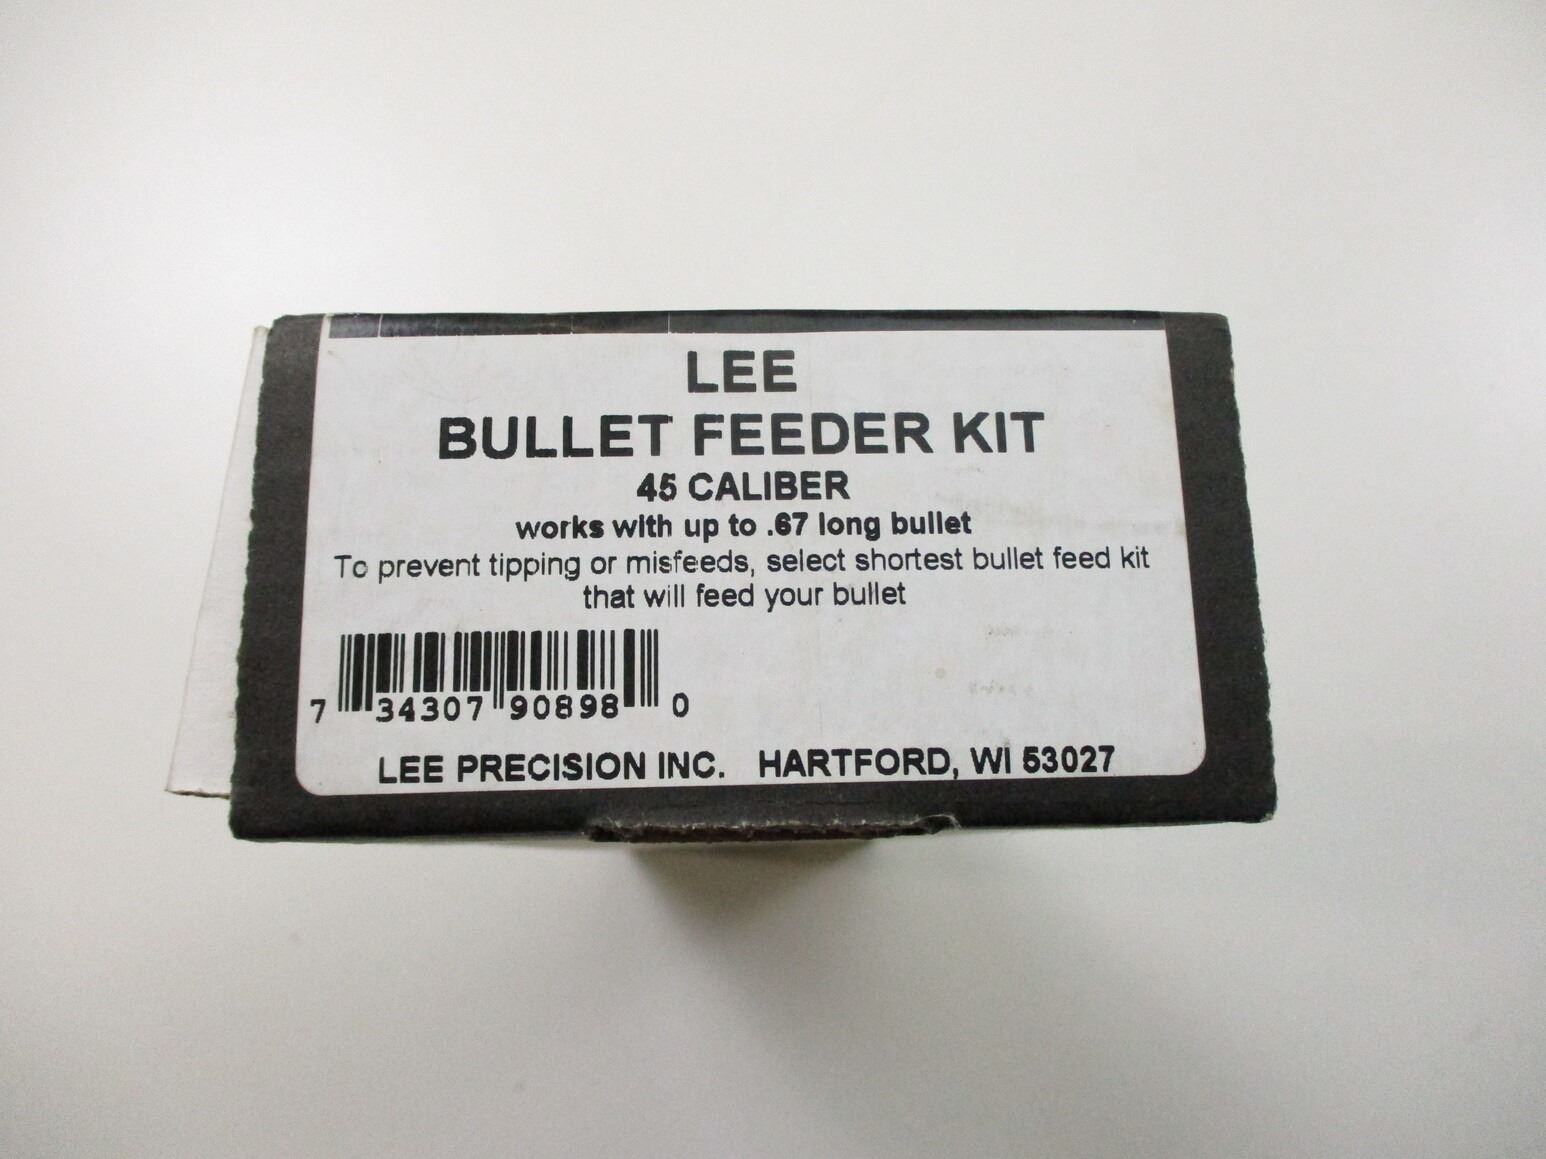 LEE
BULLET FEEDER KIT
45 CALIBER
works with up to .67 long bullet
To prevent tipping or misfeeds, select shortest bullet feed kit
that will feed your bullet
7 34307 90898 0
LEE PRECISION INC. HARTFORD, WI 53027